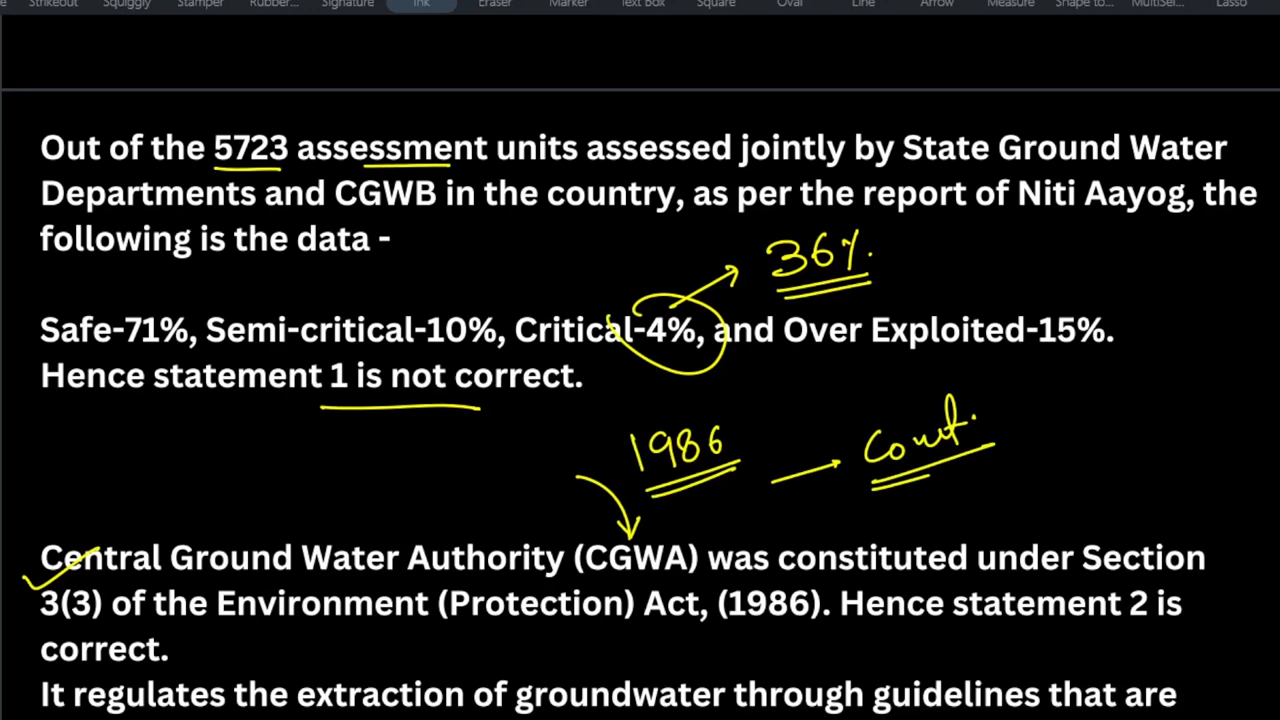 Strikeout Squiggly Stamper Rubber... Signature Ink Eraser Marker Text Box Square Oval Line Arrow Measure Shape to... MultiSel... Lasso
Out of the 5723 assessment units assessed jointly by State Ground Water
Departments and CGWB in the country, as per the report of Niti Aayog, the
following is the data -
36%.
Safe-71%, Semi-critical-10%, Critical-4%, and Over Exploited-15%.
Hence statement 1 is not correct.
1986
Central Ground Water Authority (CGWA) was constituted under Section
3(3) of the Environment (Protection) Act, (1986). Hence statement 2 is
correct.
It regulates the extraction of groundwater through guidelines that are